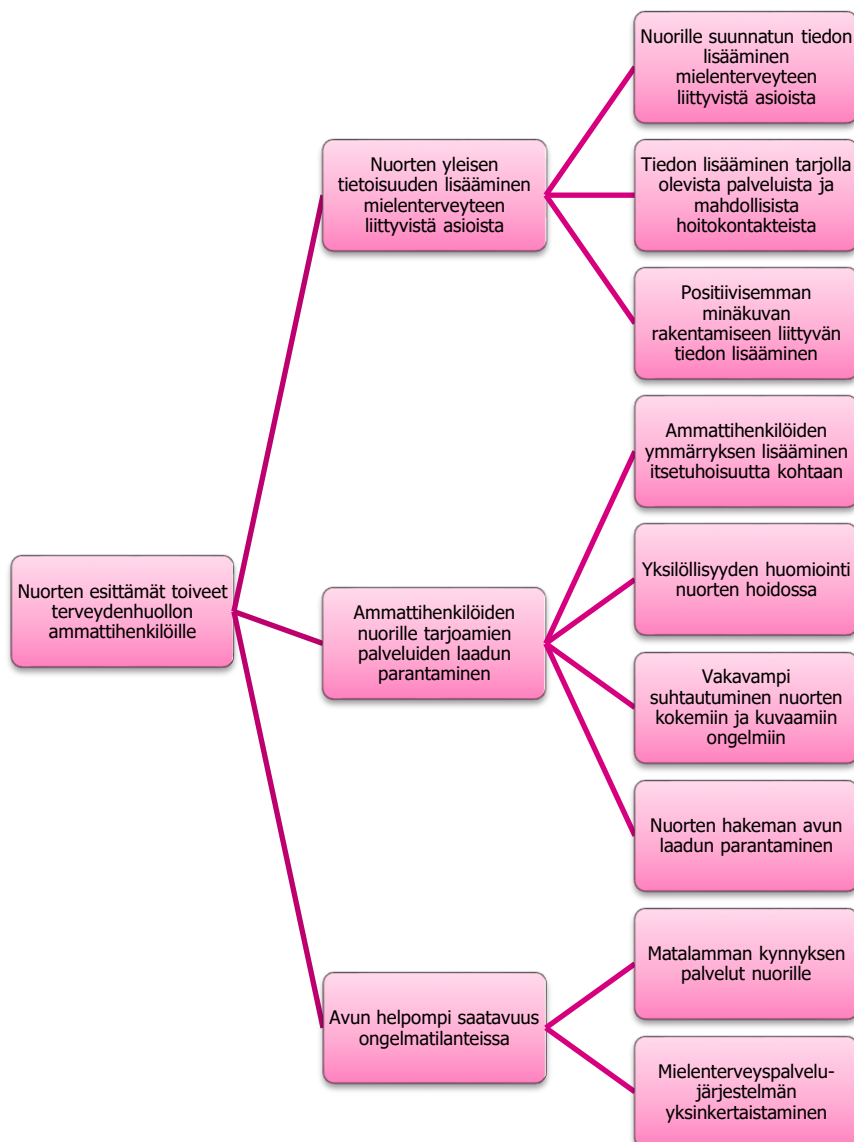 Nuorten esittämät toiveet
terveydenhuollon
ammattihenkilöille
Nuorten yleisen
tietoisuuden lisääminen
mielenterveyteen
liittyvistä asioista
Nuorille suunnatun tiedon
lisääminen
mielenterveyteen
liittyvistä asioista
Tiedon lisääminen tarjolla
olevista palveluista ja
mahdollisista
hoitokontakteista
Positiivisemman
minäkuvan
rakentamiseen liittyvän
tiedon lisääminen
Ammattihenkilöiden
nuorille tarjoamien
palveluiden laadun
parantaminen
Ammattihenkilöiden
ymmärryksen lisääminen
itsetuhoisuutta kohtaan
Yksilöllisyyden huomiointi
nuorten hoidossa
Vakavampi
suhtautuminen nuorten
kokemiin ja kuvaamiin
ongelmiin
Nuorten hakeman avun
laadun parantaminen
Avun helpompi saatavuus
ongelmatilanteissa
Matalamman kynnyksen
palvelut nuorille
Mielenterveyspalvelu-
järjestelmän
yksinkertaistaminen